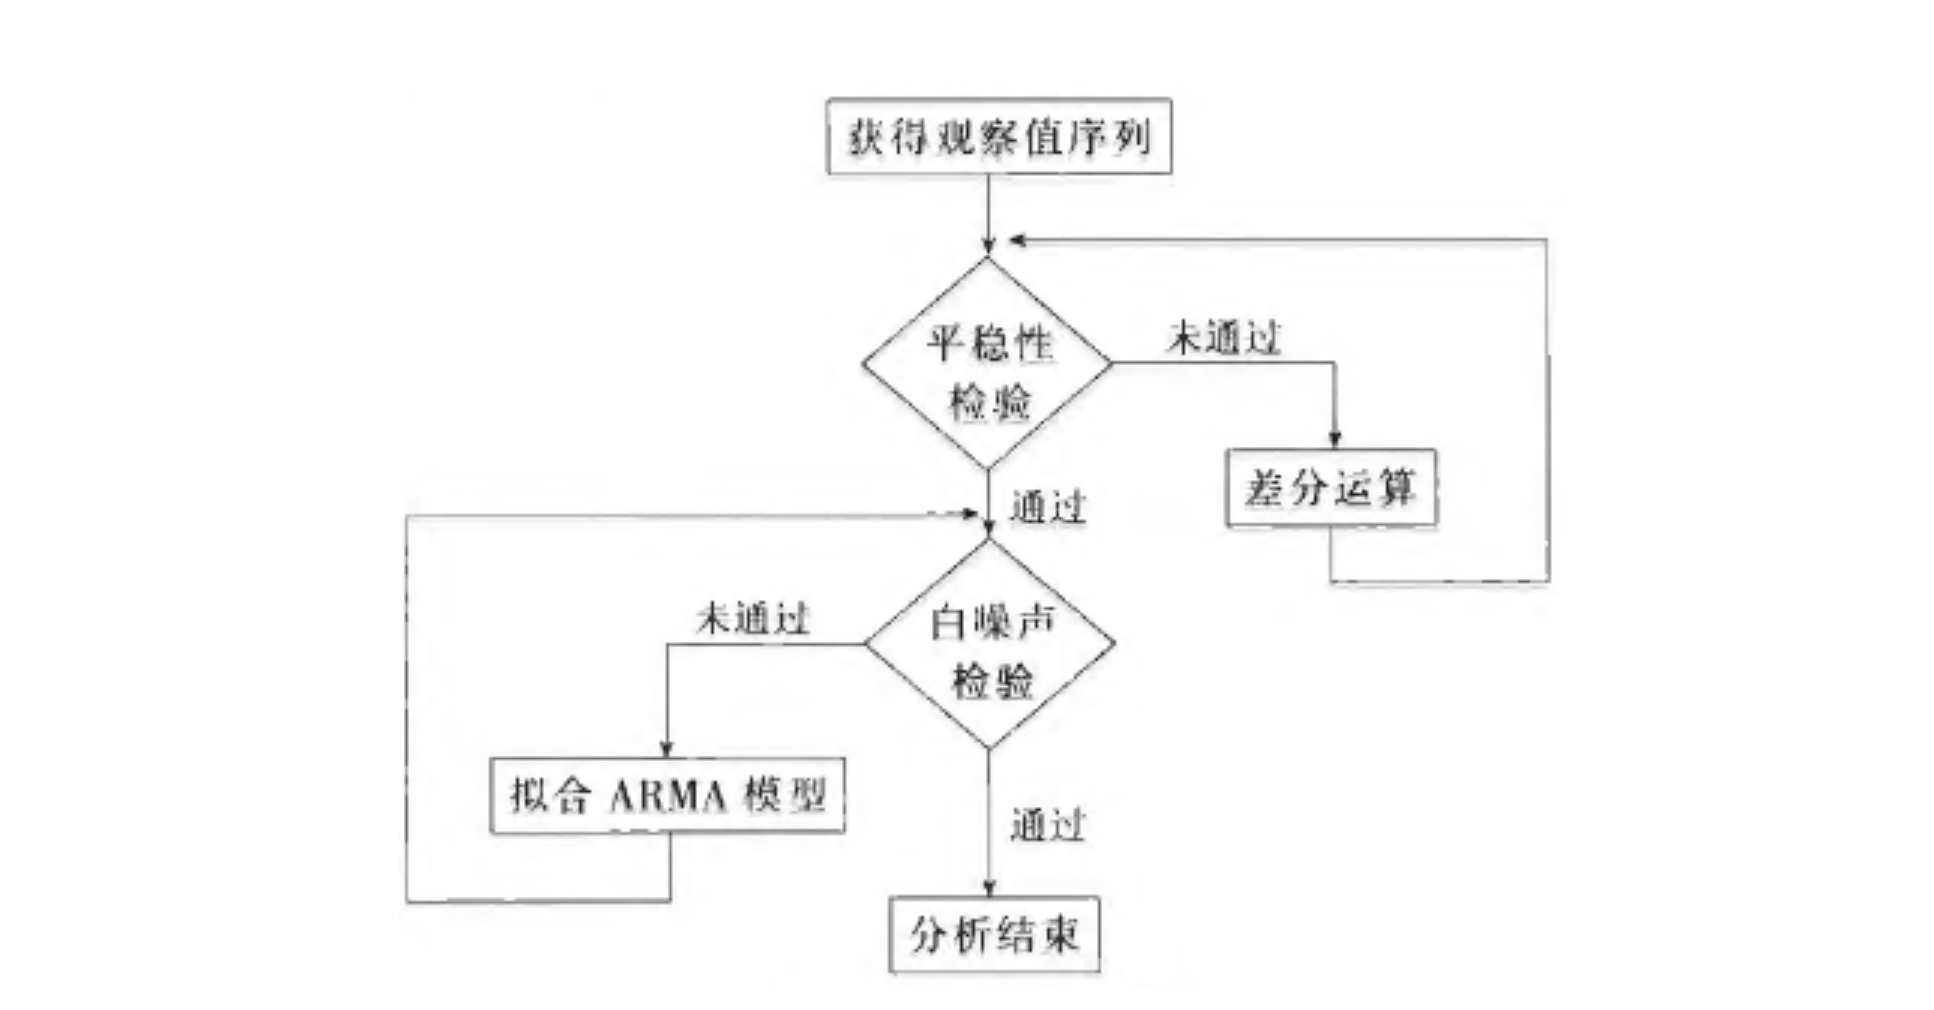 获得观察值序列
平稳性
检验
未通过
差分运算
通过
白噪声
检验
未通过
拟合 ARMA 模型
通过
分析结束